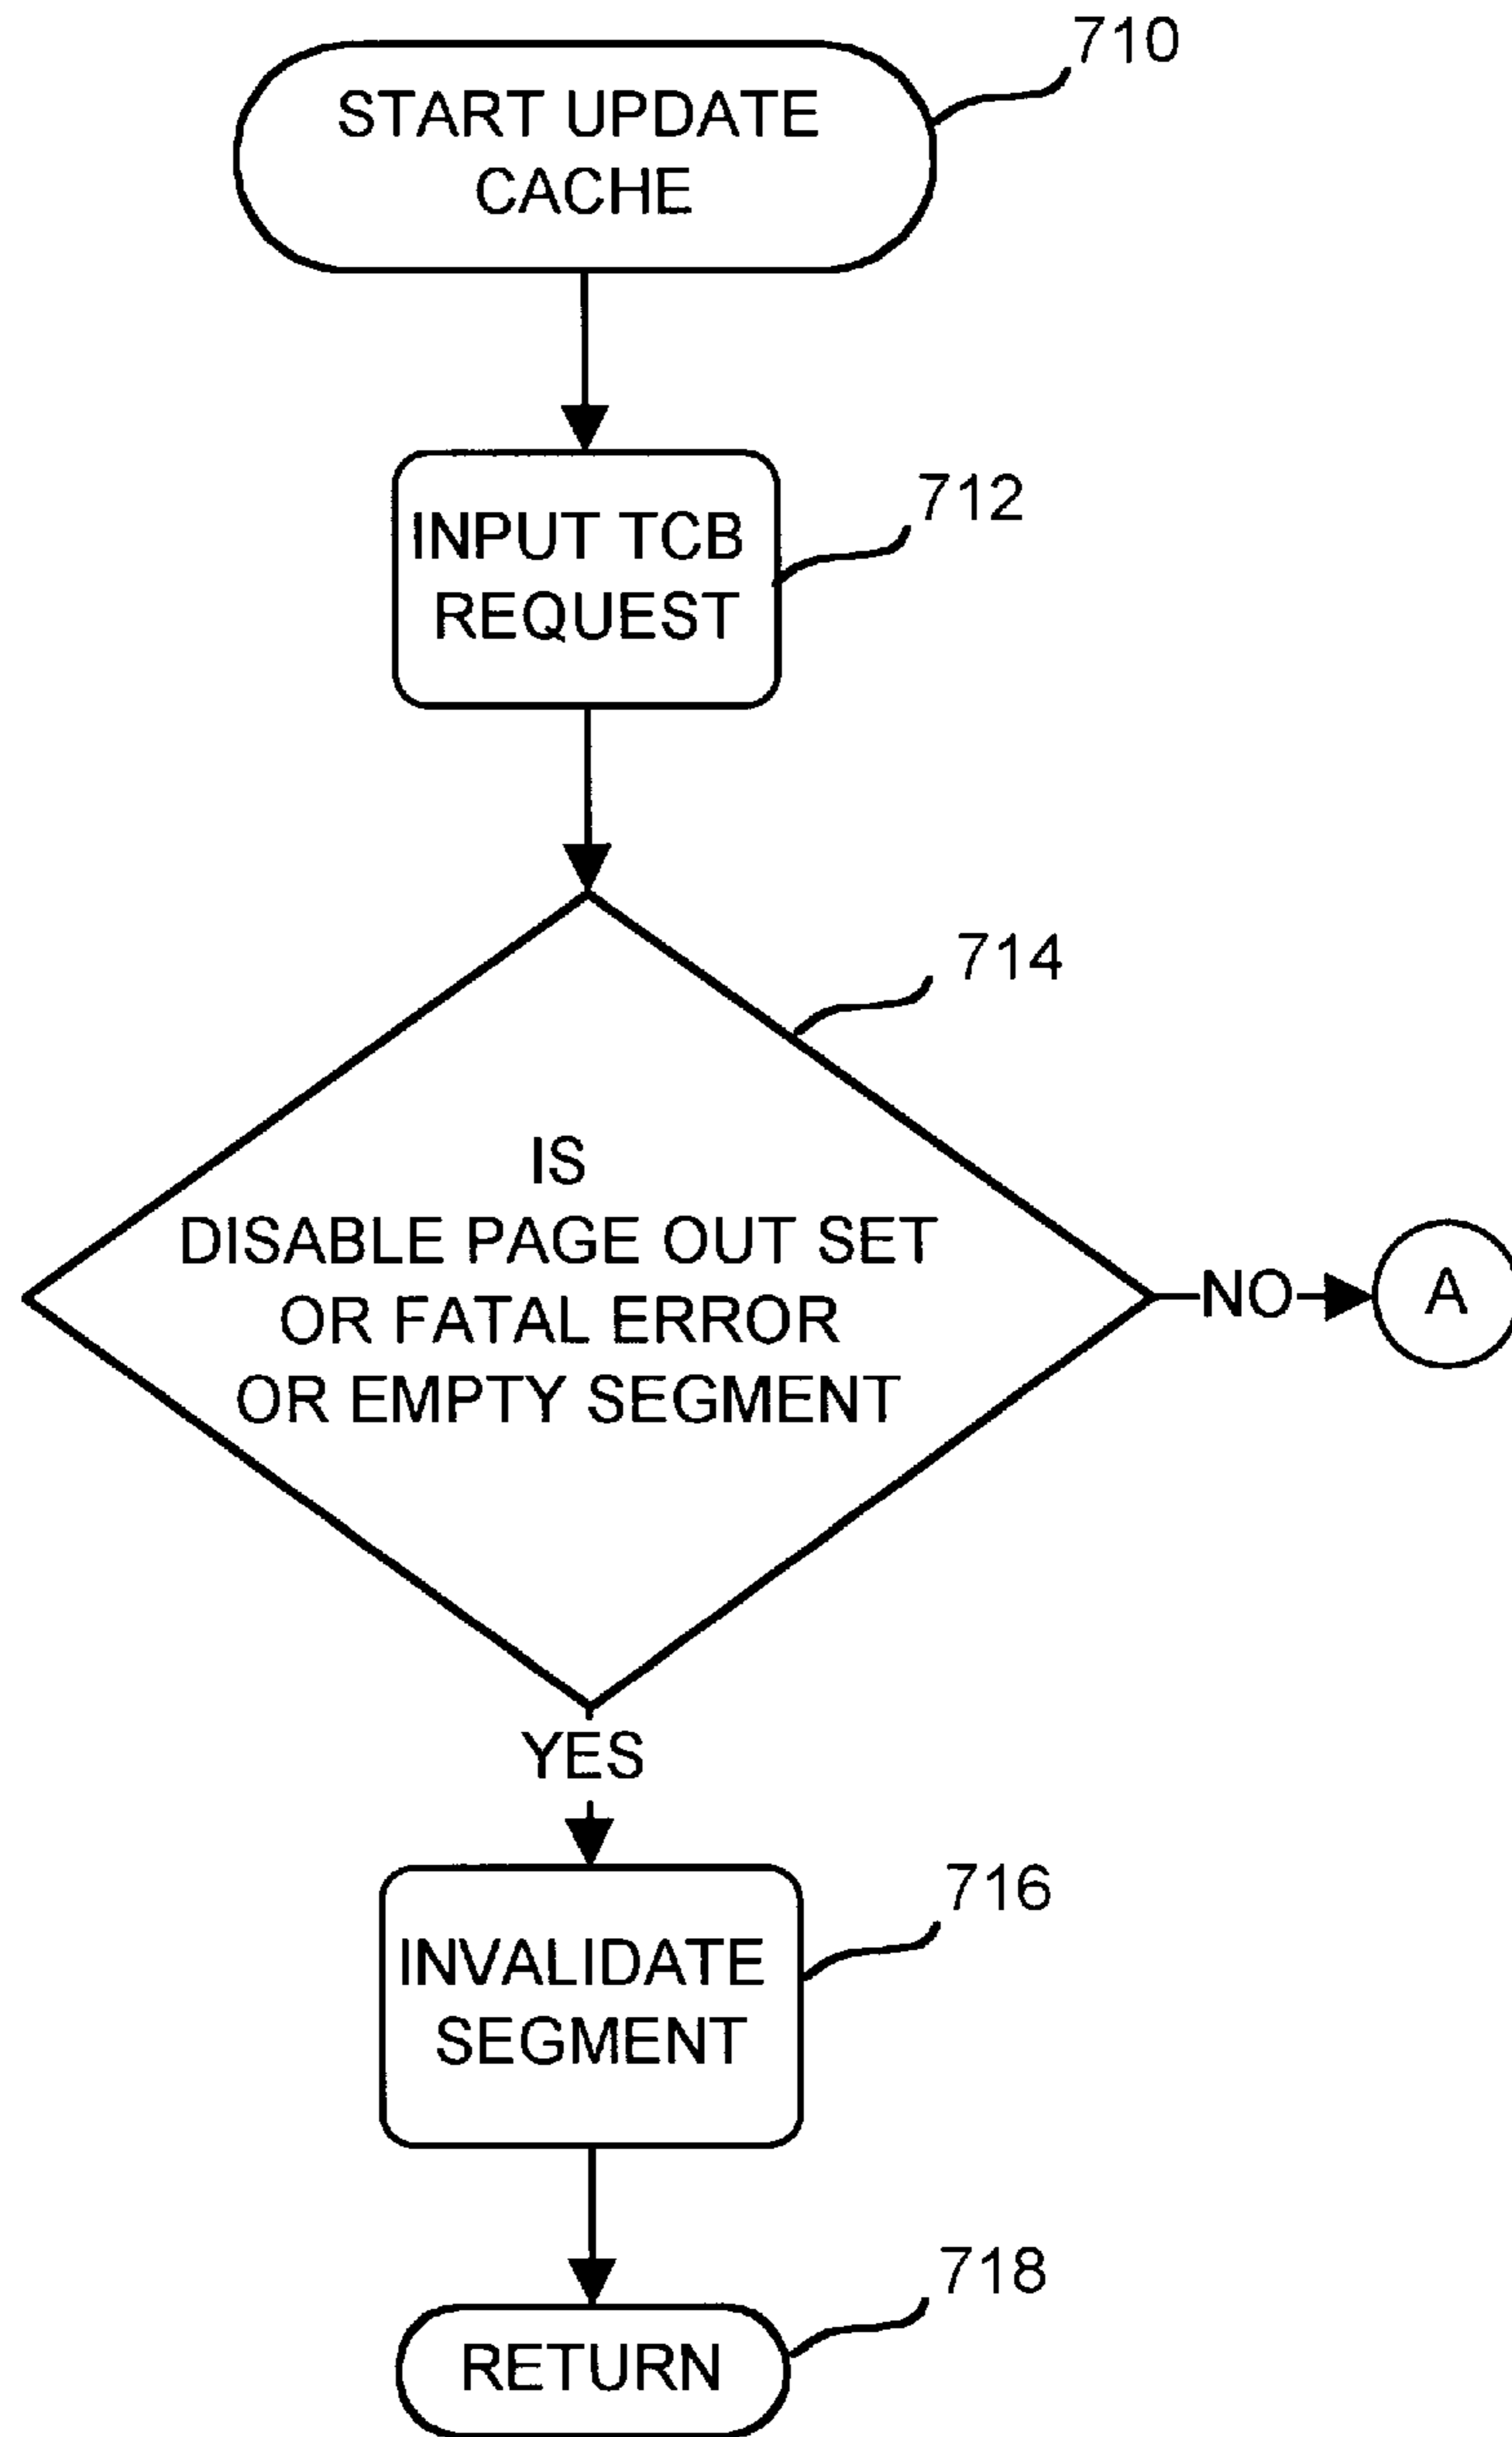 710
START UPDATE
CACHE
712
INPUT TCB
REQUEST
714
IS
DISABLE PAGE OUT SET
OR FATAL ERROR
OR EMPTY SEGMENT
NO
A
YES
716
INVALIDATE
SEGMENT
718
RETURN